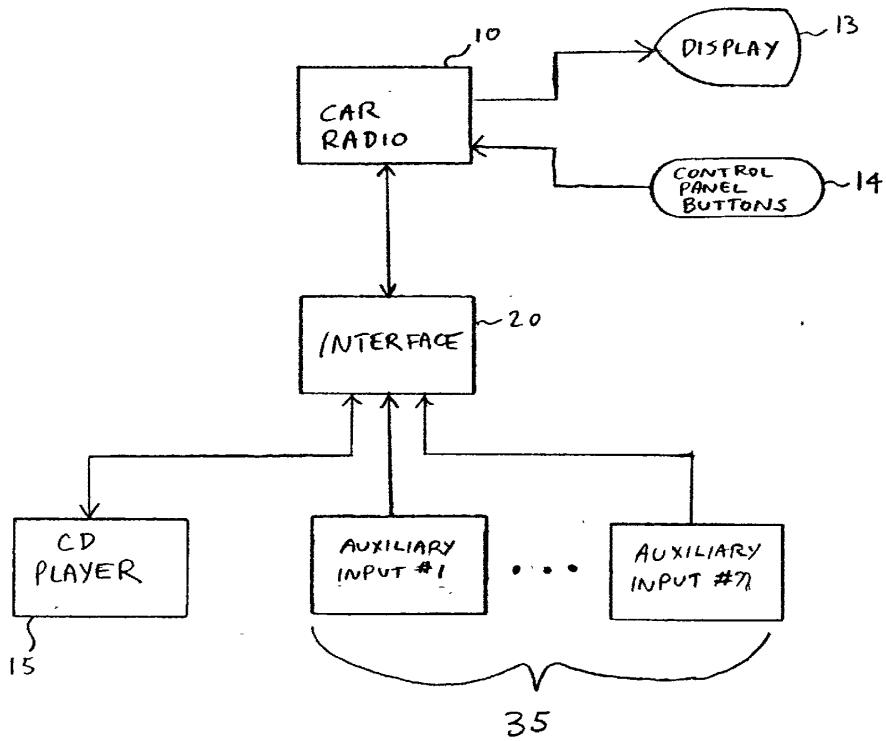 10
CAR
RADIO
DISPLAY
13
CONTROL
PANEL
BUTTONS
14
INTERFACE
20
CD
PLAYER
15
AUXILIARY
INPUT #1
• • •
AUXILIARY
INPUT #n
35